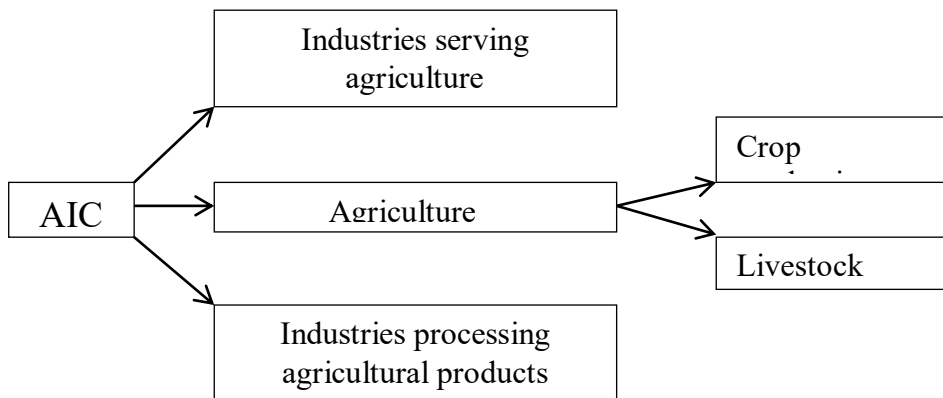 Industries serving
agriculture
Crop
AIC
Agriculture
Livestock
Industries processing
agricultural products